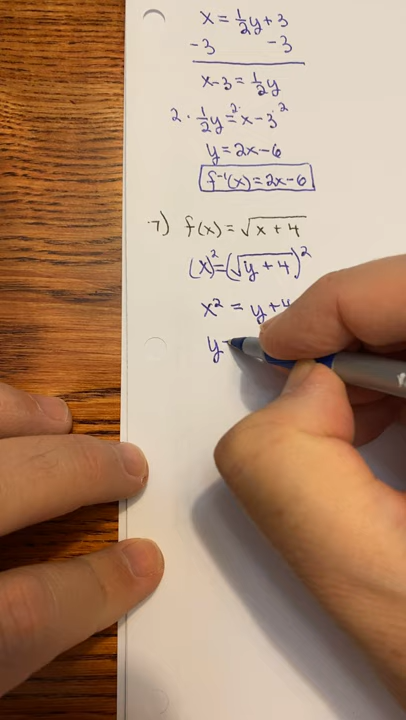 x = 1/2y + 3
-3 -3
x-3 = 1/2y
2 · 1/2y = 2·x - 3·2
y = 2x - 6
f⁻¹(x) = 2x - 6
7) f(x) = √x + 4
(x)² = (√y + 4)²
x² = y + 4
y